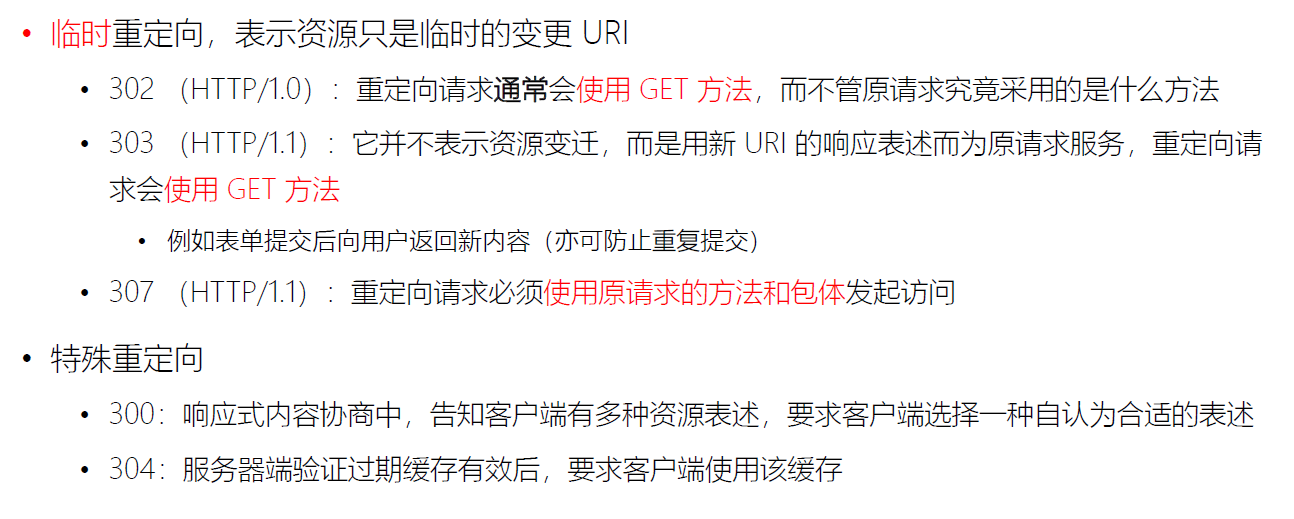 • 临时重定向，表示资源只是临时的变更 URI
• 302 （HTTP/1.0）：重定向请求通常会使用 GET 方法，而不管原请求究竟采用的是什么方法
• 303 （HTTP/1.1）：它并不表示资源变迁，而是用新 URI 的响应表述而为原请求服务，重定向请
求会使用 GET 方法
• 例如表单提交后向用户返回新内容（亦可防止重复提交）
• 307 （HTTP/1.1）：重定向请求必须使用原请求的方法和包体发起访问
• 特殊重定向
• 300：响应式内容协商中，告知客户端有多种资源表述，要求客户端选择一种自认为合适的表述
• 304：服务器端验证过期缓存有效后，要求客户端使用该缓存